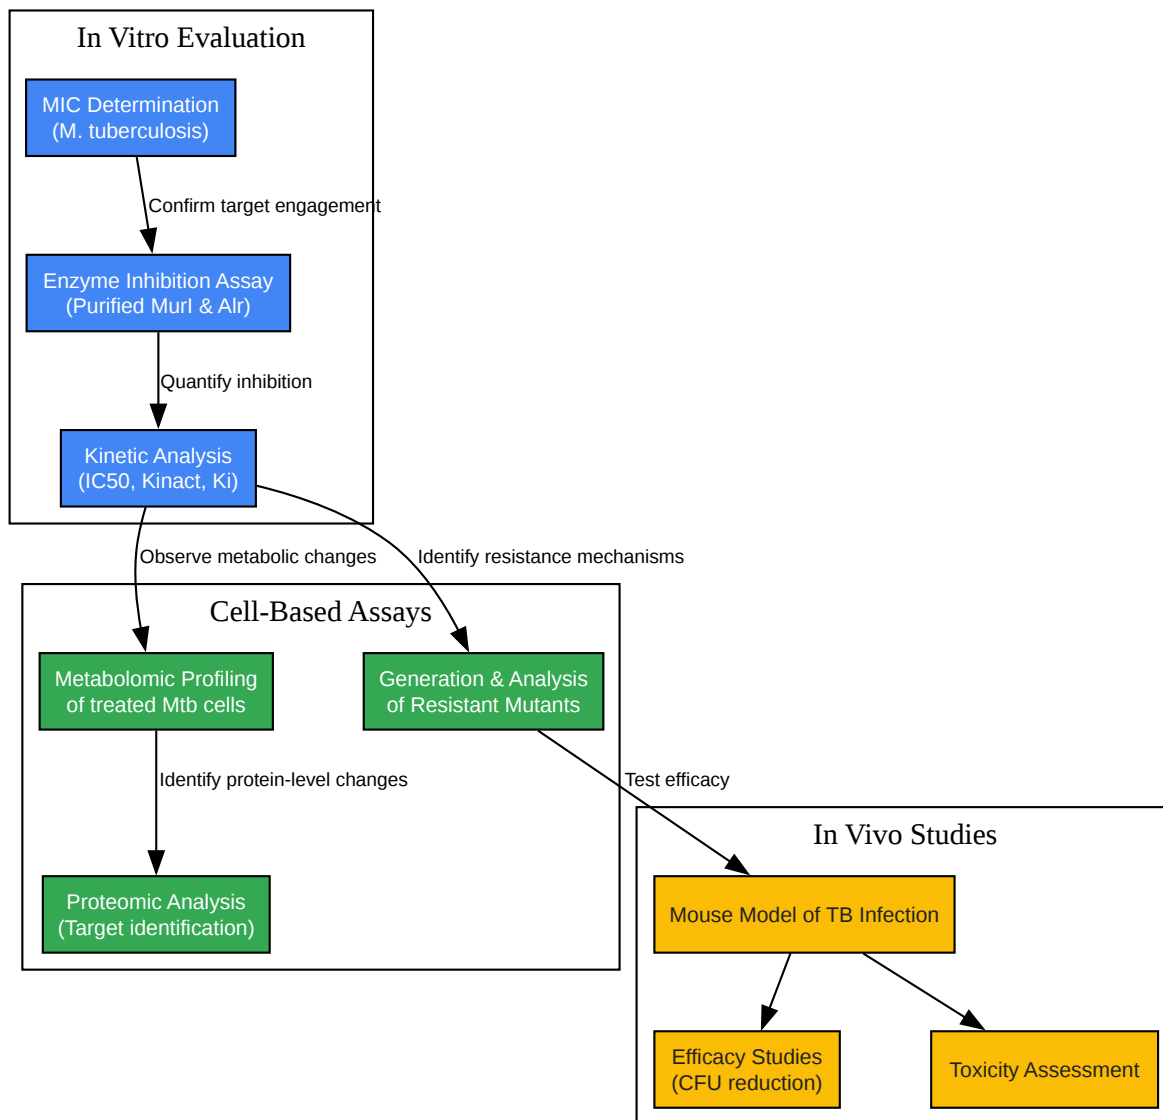 In Vitro Evaluation
MIC Determination
(M. tuberculosis)
Confirm target engagement
Enzyme Inhibition Assay
(Purified MurI & Alr)
Quantify inhibition
Kinetic Analysis
(IC50, Kinact, Ki)
Observe metabolic changes
Identify resistance mechanisms
Cell-Based Assays
Metabolomic Profiling
of treated Mtb cells
Generation & Analysis
of Resistant Mutants
Identify protein-level changes
Test efficacy
In Vivo Studies
Proteomic Analysis
(Target identification)
Mouse Model of TB Infection
Efficacy Studies
(CFU reduction)
Toxicity Assessment